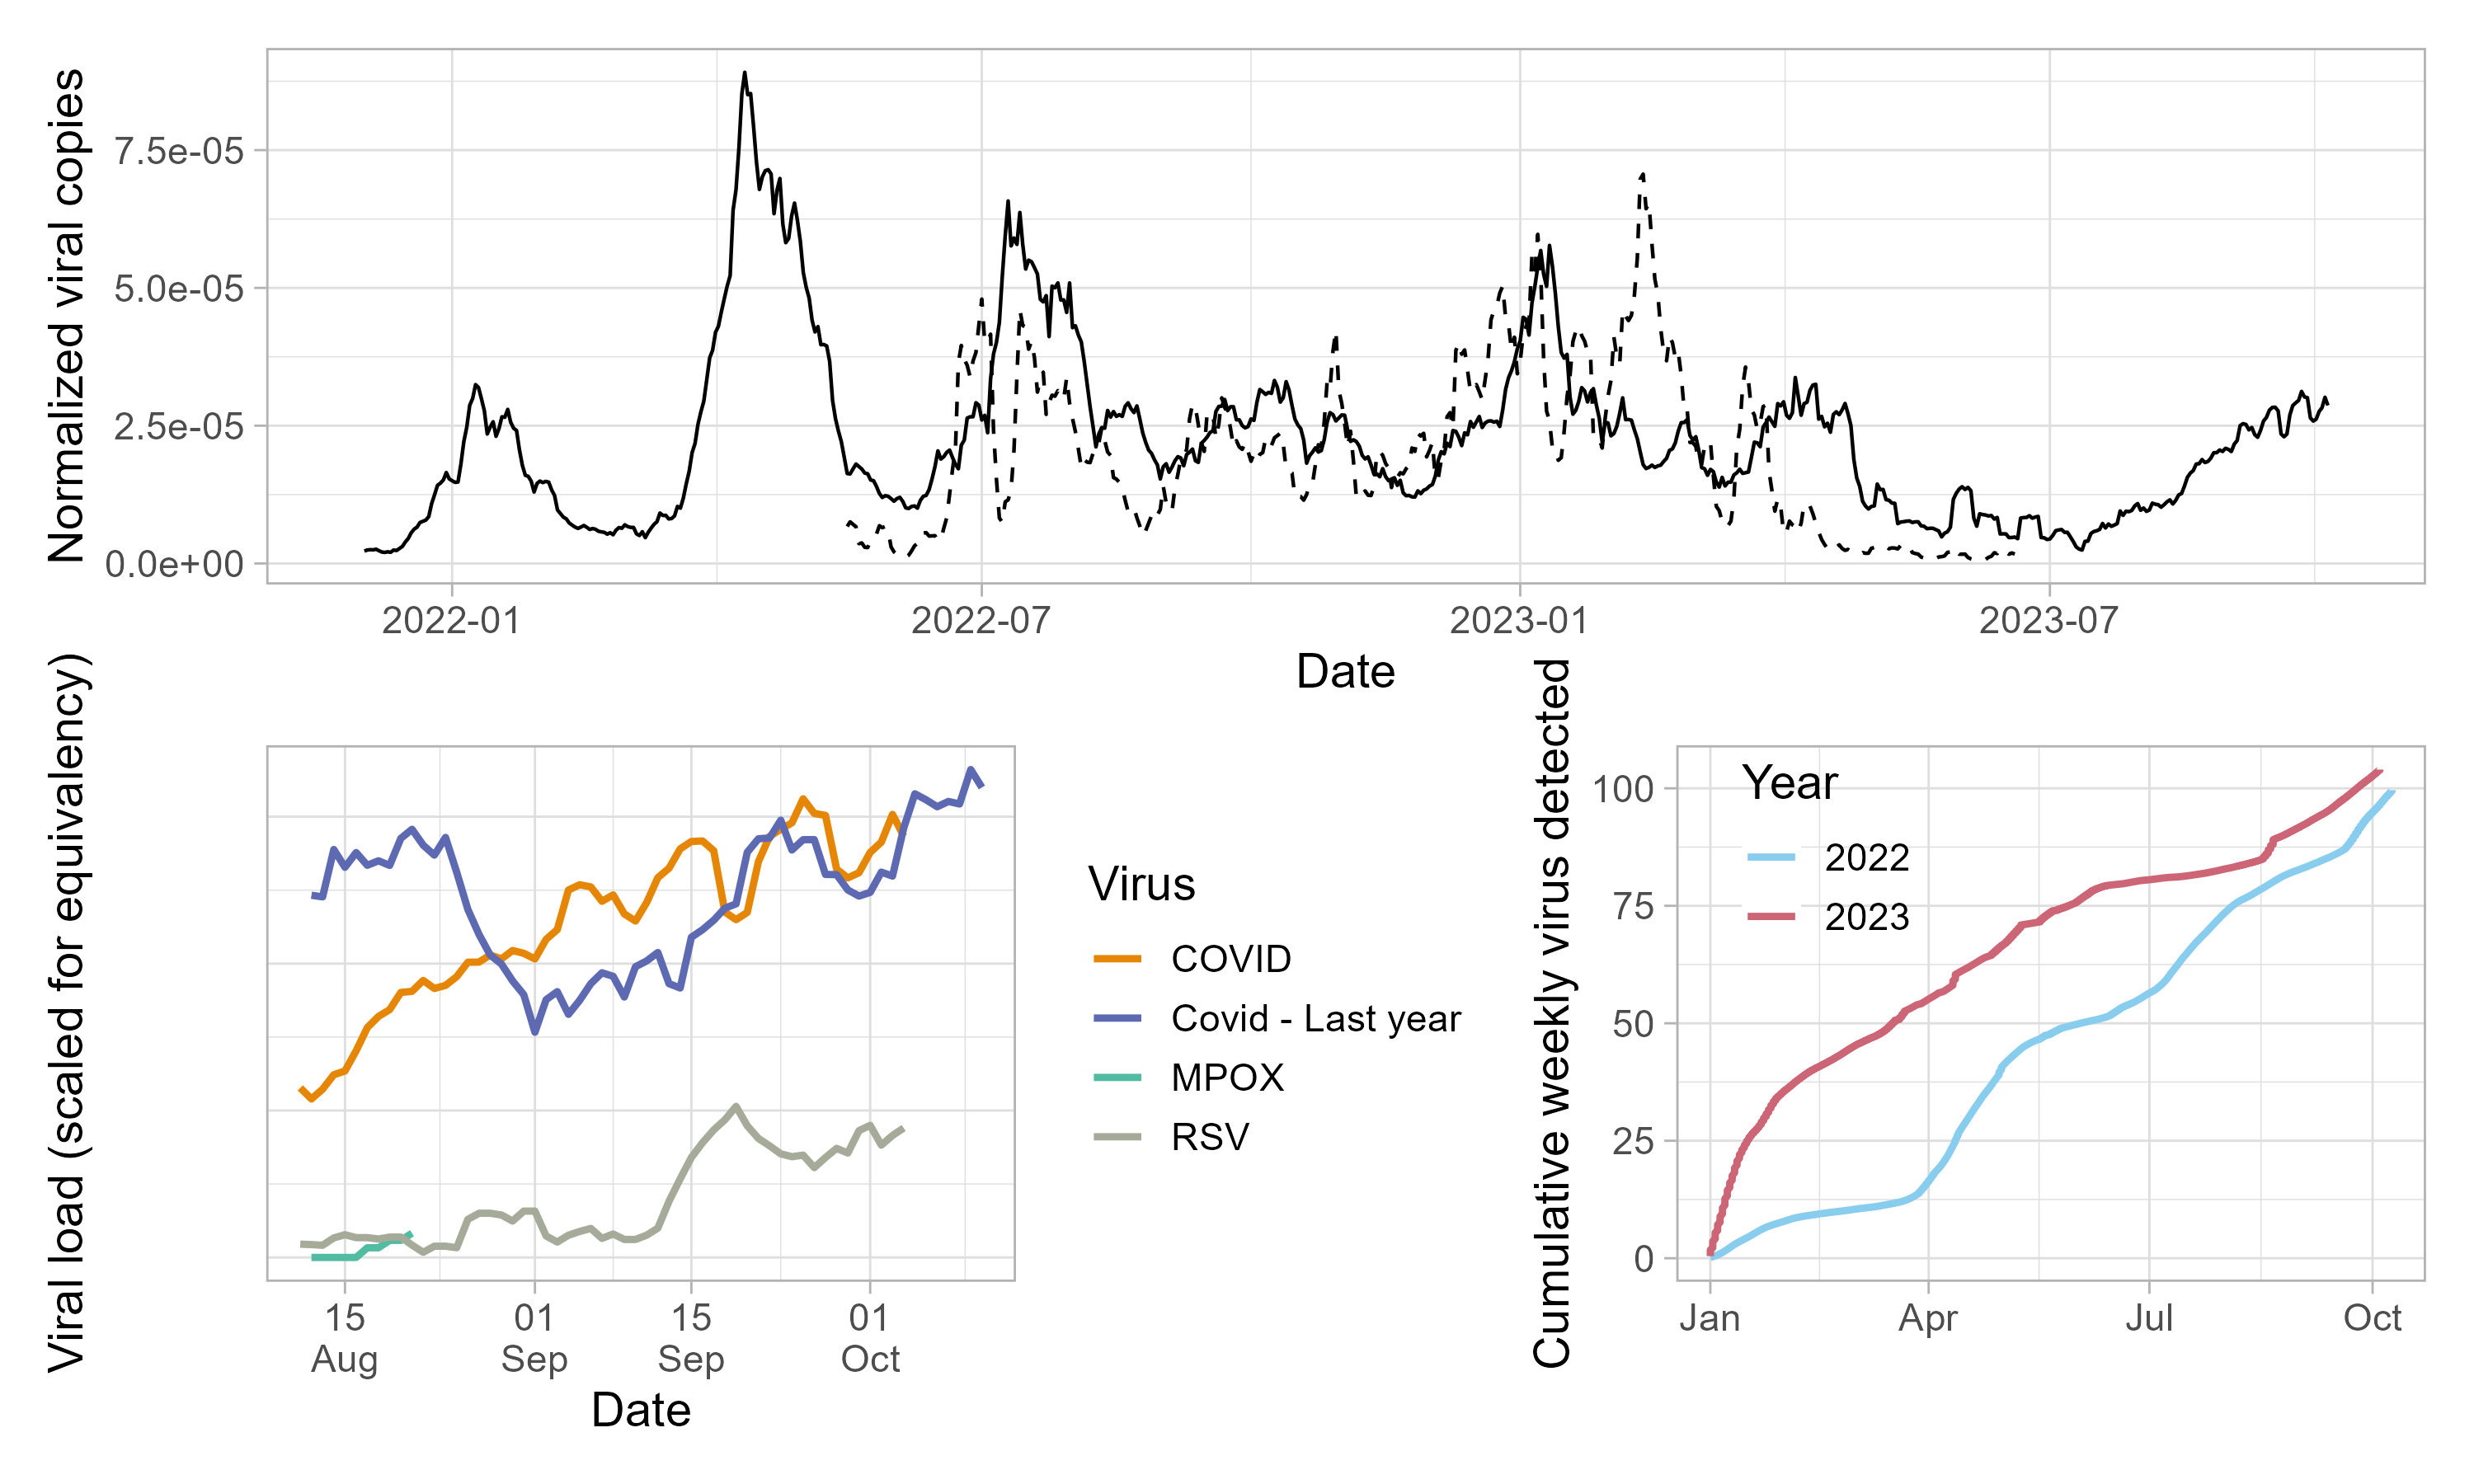 Normalized viral copies
7.5e-05
5.0e-05
2.5e-05
0.0e+00
2022-01
2022-07
2023-01
2023-07
Date
Viral load (scaled for equivalency)
15
Aug
01
Sep
15
Sep
01
Oct
Date
Virus
COVID
Covid - Last year
MPOX
RSV
Cumulative weekly virus detected
100
75
50
25
0
Year
2022
2023
Jan
Apr
Jul
Oct